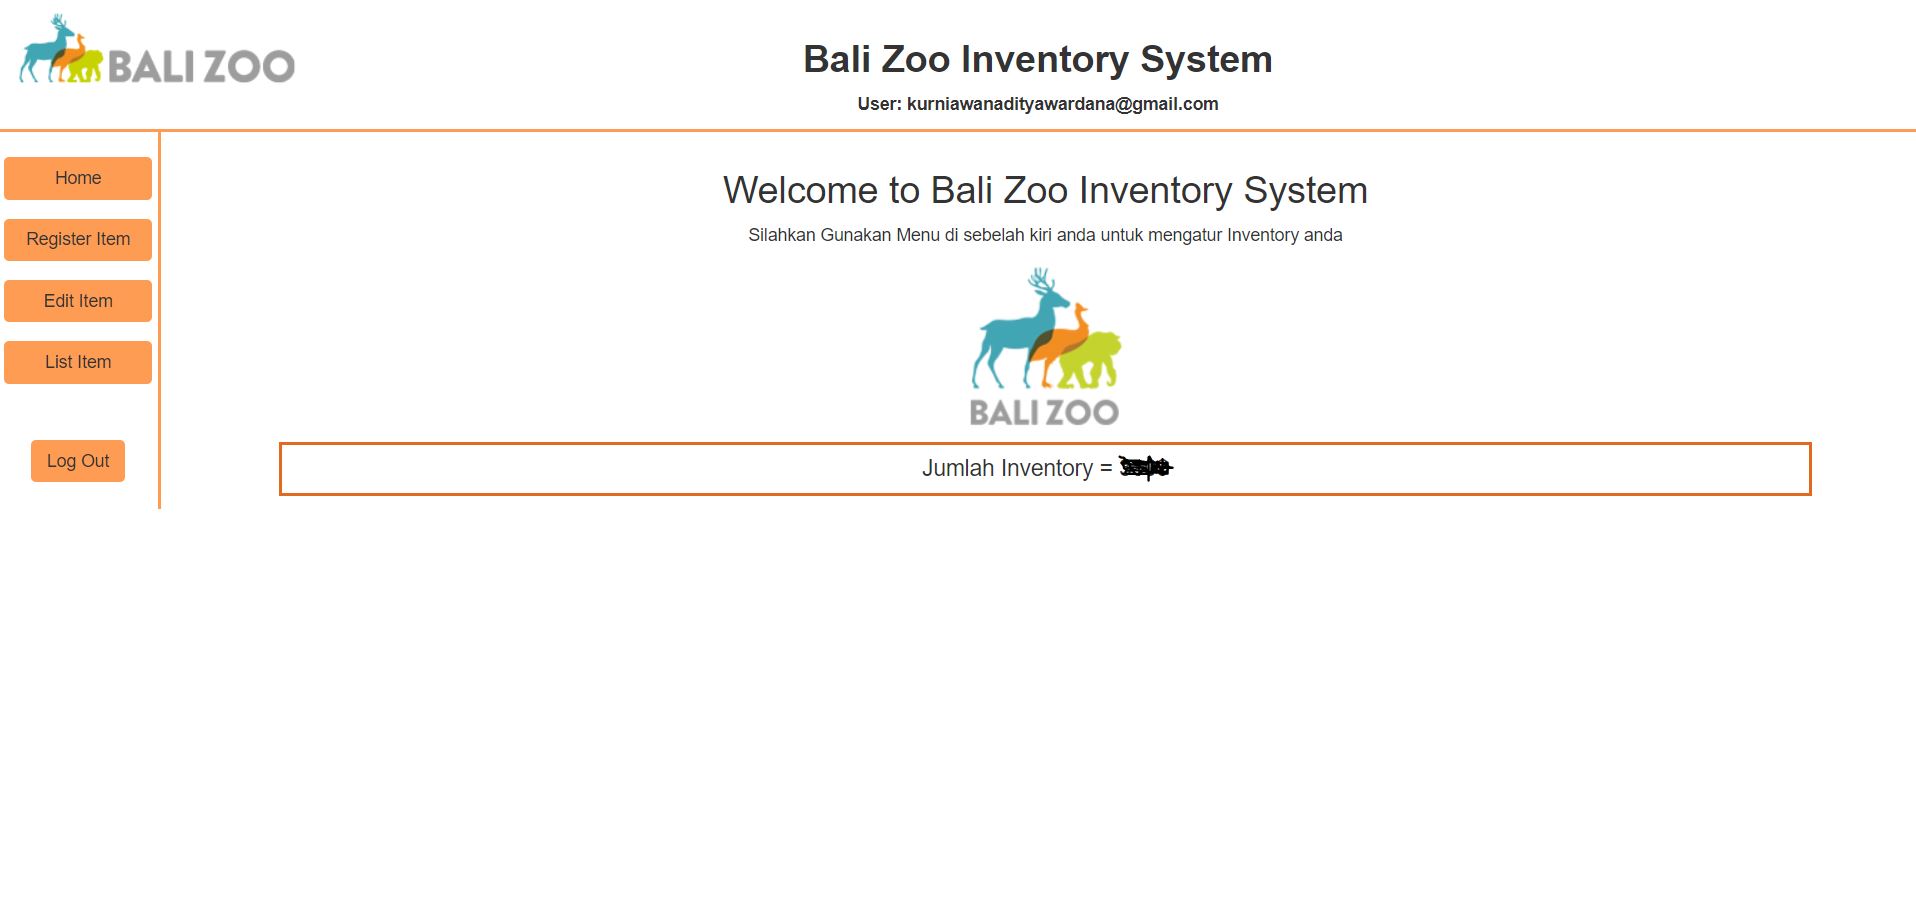 BALI ZOO
Bali Zoo Inventory System
User: kurniawanadityawardana@gmail.com
Home
Register Item
Edit Item
List Item
Log Out
Welcome to Bali Zoo Inventory System
Silahkan Gunakan Menu di sebelah kiri anda untuk mengatur Inventory anda
BALI ZOO
Jumlah Inventory =